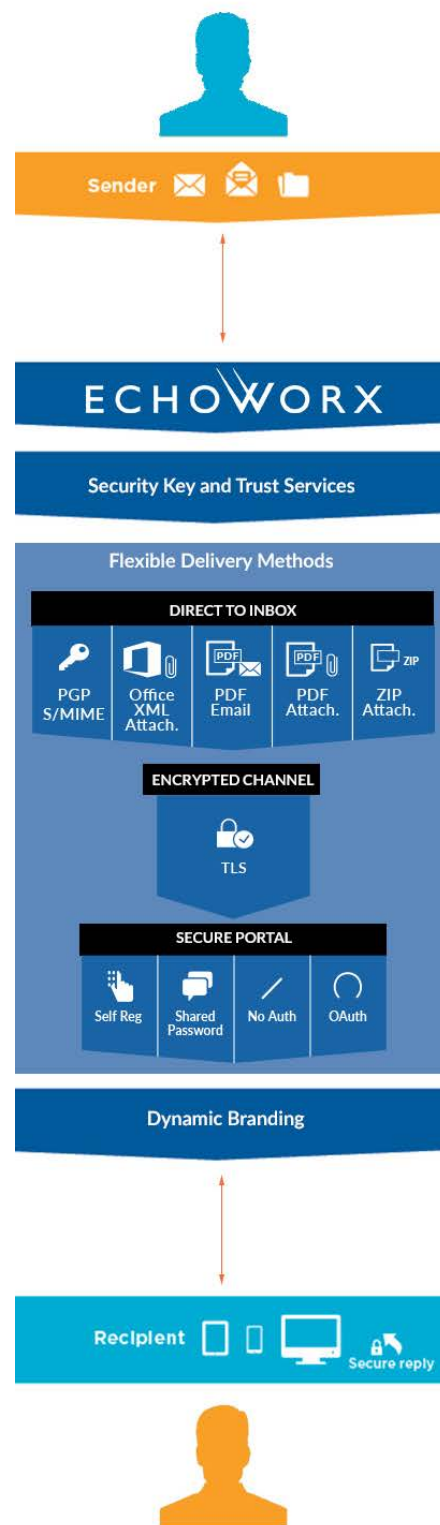 Sender
ECHOWORX
Security Key and Trust Services
Flexible Delivery Methods
DIRECT TO INBOX
PGP
S/MIME
Office
XML
Attach.
PDF
PDF
Email
PDF
PDF
Attach.
ZIP
ZIP
Attach.
ENCRYPTED CHANNEL
TLS
SECURE PORTAL
Self Reg
Shared
Password
No Auth
OAuth
Dynamic Branding
Recipient
Secure reply